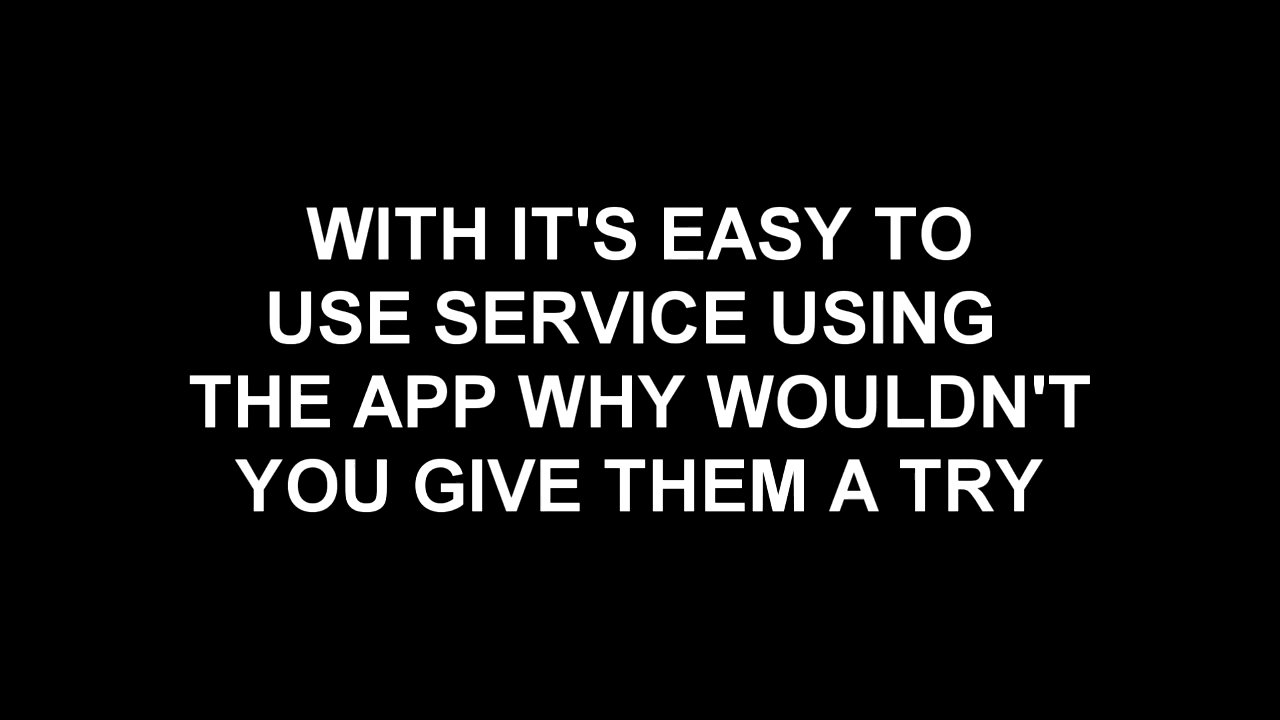 WITH IT'S EASY TO
USE SERVICE USING
THE APP WHY WOULDN'T
YOU GIVE THEM A TRY